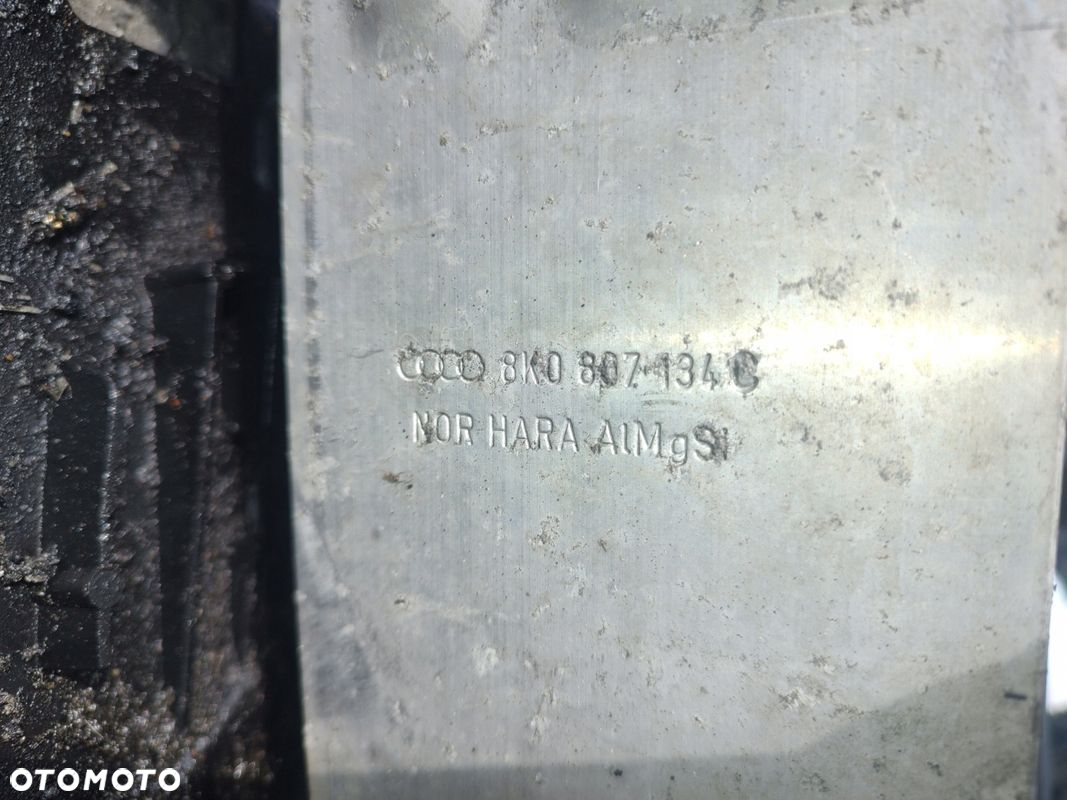 8K0 807 134 C
NOR HARA AlMgSi
OTOMOTO